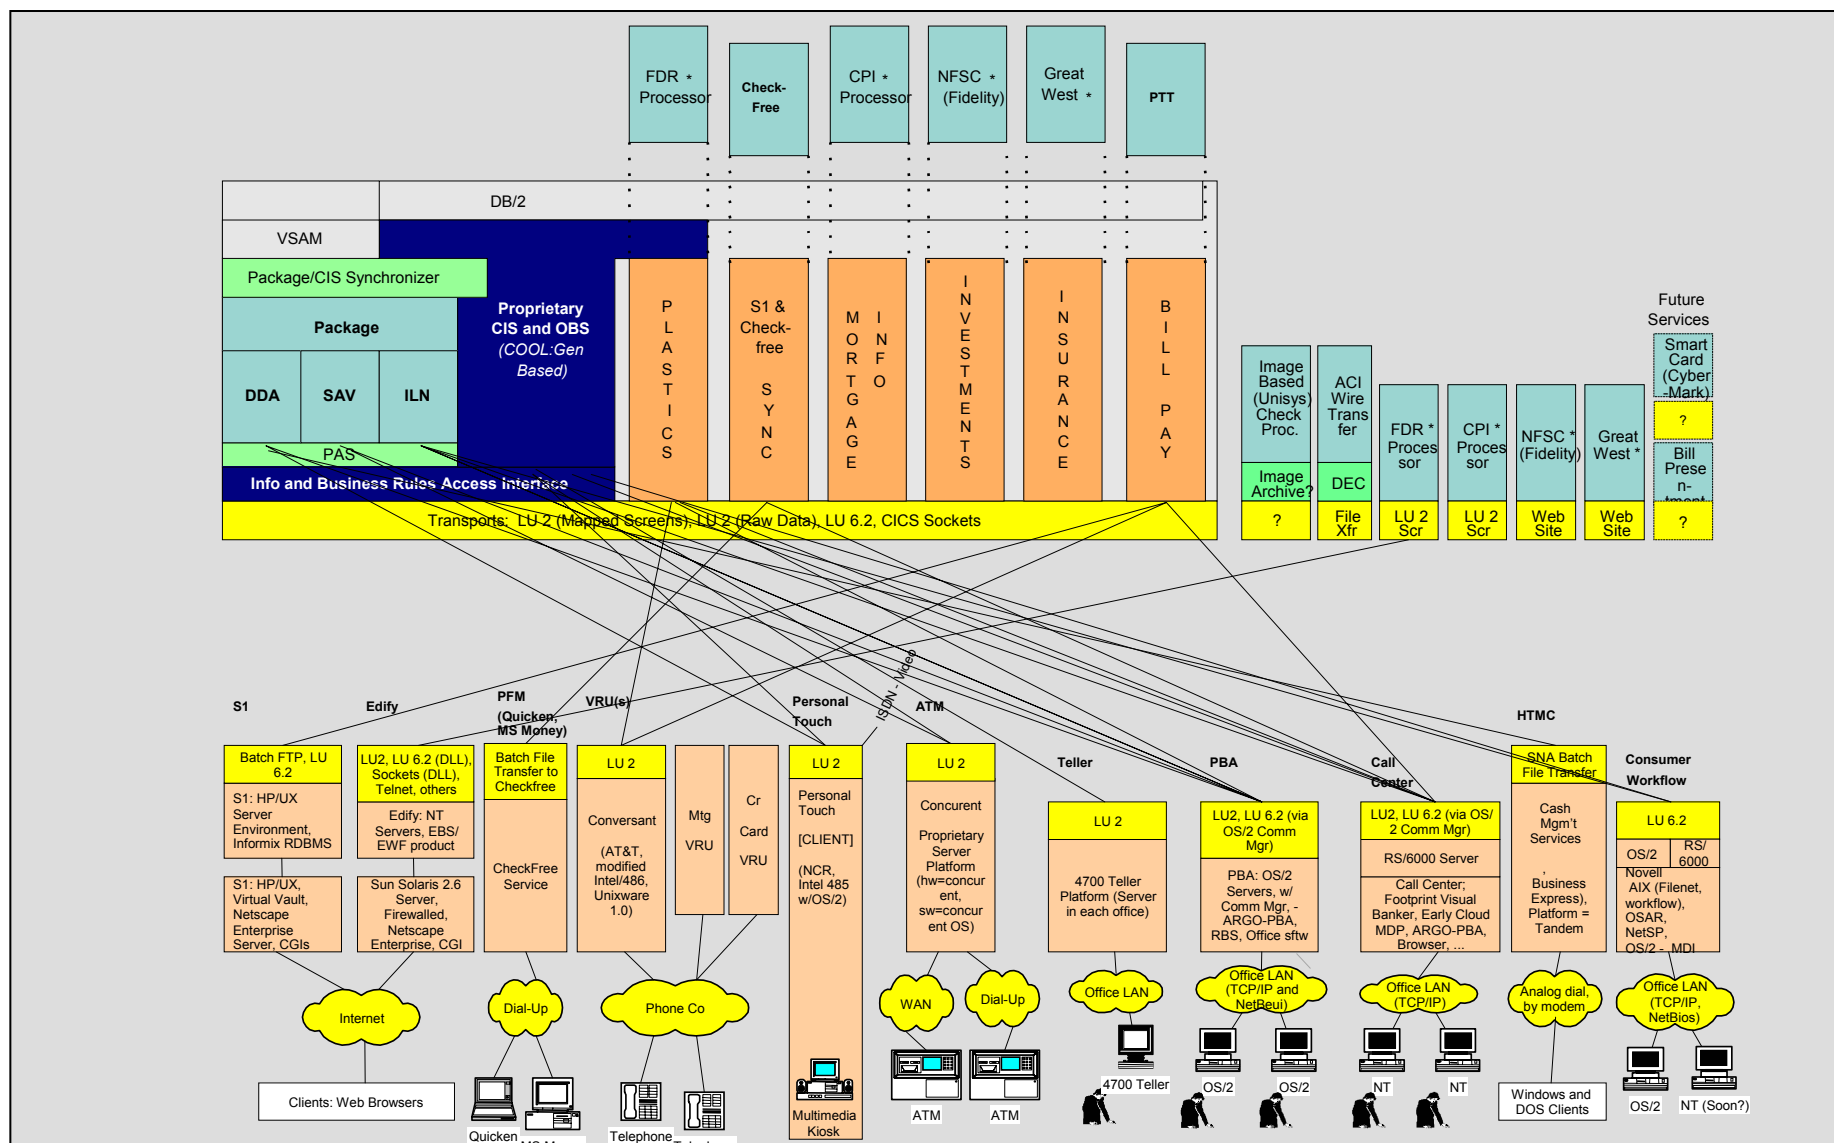 FDR *
Processor
Check-
Free
CPI *
Processor
NFSC *
(Fidelity)
Great
West *
PTT
DB/2
VSAM
Package/CIS Synchronizer
Package
DDA
SAV
ILN
PAS
Proprietary
CIS and OBS
(COOL:Gen
Based)
Info and Business Rules Access Interface
PLASTICS
S1 &
Check-
free
SYNC
MORTGAGE
INFO
INVESTMENTS
INSURANCE
BILL PAY
Transports: LU 2 (Mapped Screens), LU 2 (Raw Data), LU 6.2, CICS Sockets
Image
Based
(Unisys)
Check
Proc.
Image
Archive?
?
ACI
Wire
Trans
fer
DEC
File
Xfr
FDR *
Proces
sor
LU 2
Scr
CPI *
Proces
sor
LU 2
Scr
NFSC *
(Fidelity)
Web
Site
Great
West *
Web
Site
Future
Services
Smart
Card
(Cyber
-Mark)
?
Bill
Prese
n-
tment
?
S1
Edify
PFM
(Quicken,
MS Money)
VRU(s)
Personal
Touch
ISDN - Video
ATM
Teller
PBA
Call
Center
HTMC
Consumer
Workflow
Batch FTP, LU
6.2
S1: HP/UX
Server
Environment,
Informix RDBMS
S1: HP/UX,
Virtual Vault,
Netscape
Enterprise
Server, CGIs
LU2, LU 6.2 (DLL),
Sockets (DLL),
Telnet, others
Edify: NT
Servers, EBS/
EWF product
Sun Solaris 2.6
Server,
Firewalled,
Netscape
Enterprise, CGI
Batch File
Transfer to
Checkfree
CheckFree
Service
LU 2
Conversant
(AT&T,
modified
Intel/486,
Unixware
1.0)
Mtg
VRU
Cr
Card
VRU
LU 2
Personal
Touch
[CLIENT]
(NCR,
Intel 485
w/OS/2)
Multimedia
Kiosk
LU 2
Concurent
Proprietary
Server
Platform
(hw=concur
ent,
sw=concur
ent OS)
LU 2
4700 Teller
Platform (Server
in each office)
LU2, LU 6.2 (via
OS/2 Comm
Mgr)
PBA: OS/2
Servers, w/
Comm Mgr, -
ARGO-PBA,
RBS, Office sftw
LU2, LU 6.2 (via OS/
2 Comm Mgr)
RS/6000 Server
Call Center;
Footprint Visual
Banker, Early Cloud
MDP, ARGO-PBA,
Browser, ...
SNA Batch
File Transfer
Cash
Mgm't
Services
, Business
Express),
Platform =
Tandem
LU 6.2
OS/2
RS/
6000
Novell
AIX (Filenet,
workflow),
OSAR,
NetSP,
OS/2 - MDI
Internet
Dial-Up
Phone Co
WAN
Dial-Up
Office LAN
Office LAN
(TCP/IP and
NetBeui)
Office LAN
(TCP/IP)
Analog dial,
by modem
Office LAN
(TCP/IP,
NetBios)
Clients: Web Browsers
Quicken
Telephone
ATM
ATM
4700 Teller
OS/2
OS/2
NT
NT
Windows and
DOS Clients
OS/2
NT (Soon?)